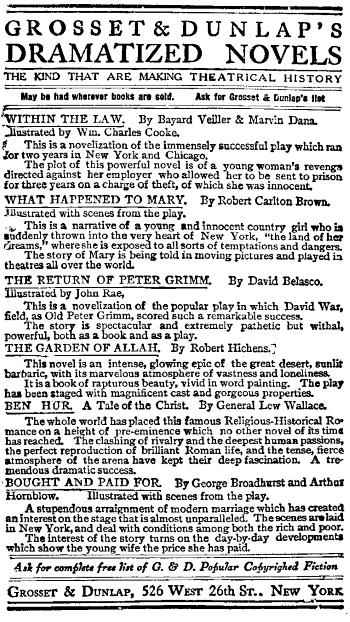 GROSSET & DUNLAP'S
DRAMATIZED NOVELS
THE KIND THAT ARE MAKING THEATRICAL HISTORY
May be had wherever books are sold. Ask for Grosset & Dunlap's list
WITHIN THE LAW. By Bayard Veiller & Marvin Dana.
Illustrated by Wm. Charles Cooke.
This is a novelization of the immensely successful play which ran
for two years in New York and Chicago.
The plot of this powerful novel is of a young woman's revenge
directed against her employer who allowed her to be sent to prison
for three years on a charge of theft, of which she was innocent.
WHAT HAPPENED TO MARY. By Robert Carlton Brown.
Illustrated with scenes from the play.
This is a narrative of a young and innocent country girl who is
suddenly thrown into the very heart of New York, "the land of her
dreams," where she is exposed to all sorts of temptations and dangers.
The story of Mary is being told in moving pictures and played in
theatres all over the world.
THE RETURN OF PETER GRIMM. By David Belasco.
Illustrated by John Rae,
This is a novelization of the popular play in which David War,
field, as Old Peter Grimm, scored such a remarkable success.
The story is spectacular and extremely pathetic but withal,
powerful, both as a book and as a play.
THE GARDEN OF ALLAH. By Robert Hichens.
This novel is an intense, glowing epic of the great desert, sunlit
barbaric, with its marvelous atmosphere of vastness and loneliness.
It is a book of rapturous beauty, vivid in word painting. The play
has been staged with magnificent cast and gorgeous properties.
BEN HUR. A Tale of the Christ. By General Lew Wallace.
The whole world has placed this famous Religious-Historical Ro-
mance on a height of pre-eminence which no other novel of its time
has reached. The clashing of rivalry and the deepest human passions,
the perfect reproduction of brilliant Roman life, and the tense, fierce
atmosphere of the arena have kept their deep fascination. A tre-
mendous dramatic success.
BOUGHT AND PAID FOR. By George Broadhurst and Arthur
Hornblow. Illustrated with scenes from the play.
A stupendous arraignment of modern marriage which has created
an interest on the stage that is almost unparalleled. The scenes are laid
in New York, and deal with conditions among both the rich and poor.
The interest of the story turns on the day-by-day developments
which show the young wife the price she has paid.
Ask for complete free list of G. & D. Popular Copyrighted Fiction
GROSSET & DUNLAP, 526 WEST 26th ST., NEW YORK